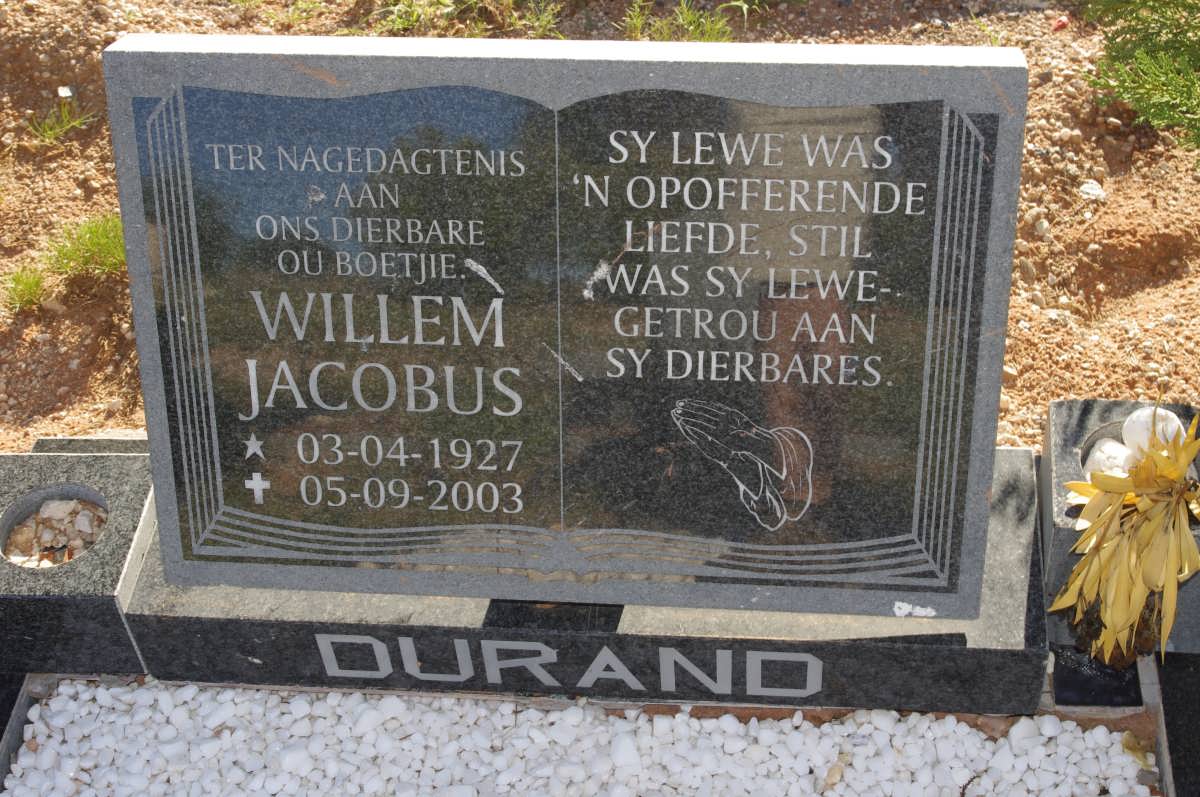 TER NAGEDAGTENIS
AAN
ONS DIERBARE
OU BOETJIE.
WILLEM
JACOBUS
03-04-1927
05-09-2003
SY LEWE WAS
'N OPOFFERENDE
LIEFDE, STIL
WAS SY LEWE-
GETROU AAN
SY DIERBARES.
DURAND